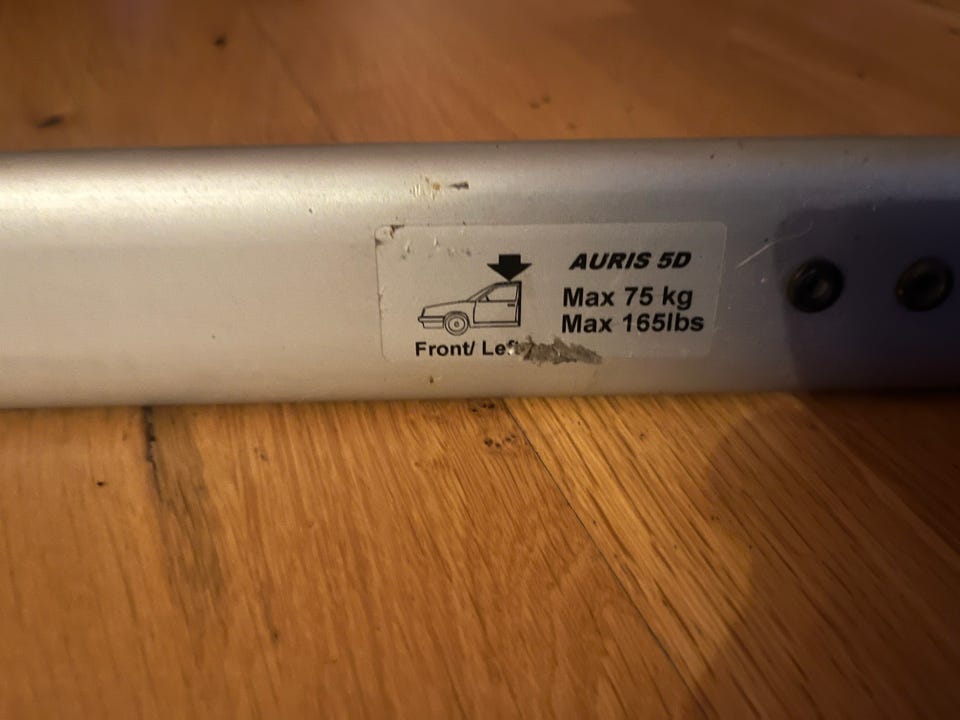 AURIS 5D
Max 75 kg
Max 165lbs
Front/